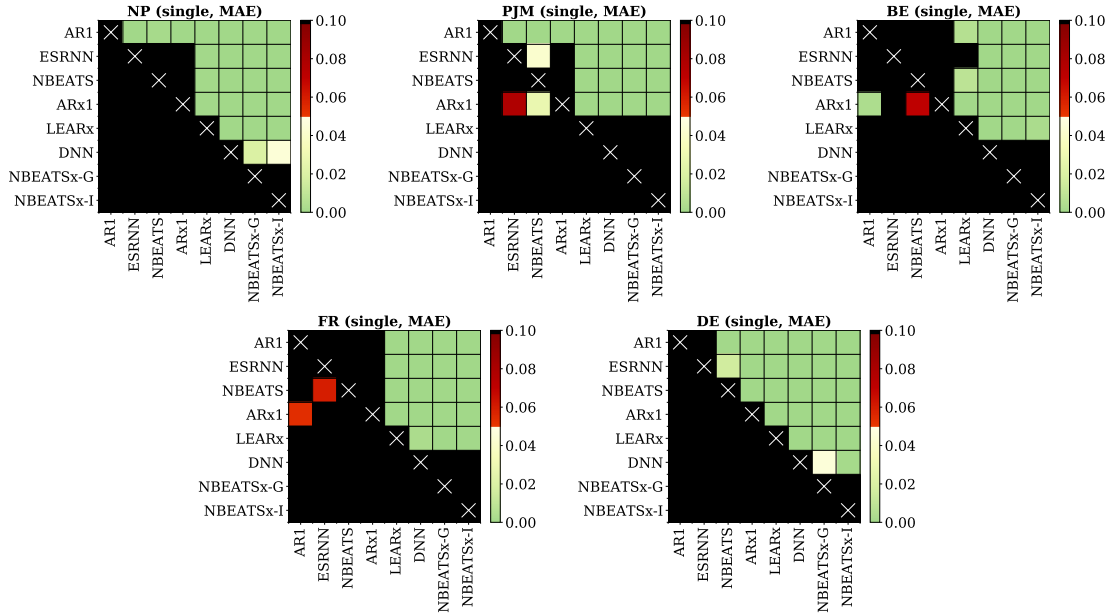 NP (single, MAE)
AR1
ESRNN
NBEATS
ARx1
LEARx
DNN
NBEATSx-G
NBEATSx-I
AR1
ESRNN
NBEATS
ARx1
LEARx
DNN
NBEATSx-G
NBEATSx-I
0.10
0.08
0.06
0.04
0.02
0.00
PJM (single, MAE)
AR1
ESRNN
NBEATS
ARx1
LEARx
DNN
NBEATSx-G
NBEATSx-I
AR1
ESRNN
NBEATS
ARx1
LEARx
DNN
NBEATSx-G
NBEATSx-I
0.10
0.08
0.06
0.04
0.02
0.00
BE (single, MAE)
AR1
ESRNN
NBEATS
ARx1
LEARx
DNN
NBEATSx-G
NBEATSx-I
AR1
ESRNN
NBEATS
ARx1
LEARx
DNN
NBEATSx-G
NBEATSx-I
0.10
0.08
0.06
0.04
0.02
0.00
FR (single, MAE)
AR1
ESRNN
NBEATS
ARx1
LEARx
DNN
NBEATSx-G
NBEATSx-I
AR1
ESRNN
NBEATS
ARx1
LEARx
DNN
NBEATSx-G
NBEATSx-I
0.10
0.08
0.06
0.04
0.02
0.00
DE (single, MAE)
AR1
ESRNN
NBEATS
ARx1
LEARx
DNN
NBEATSx-G
NBEATSx-I
AR1
ESRNN
NBEATS
ARx1
LEARx
DNN
NBEATSx-G
NBEATSx-I
0.10
0.08
0.06
0.04
0.02
0.00